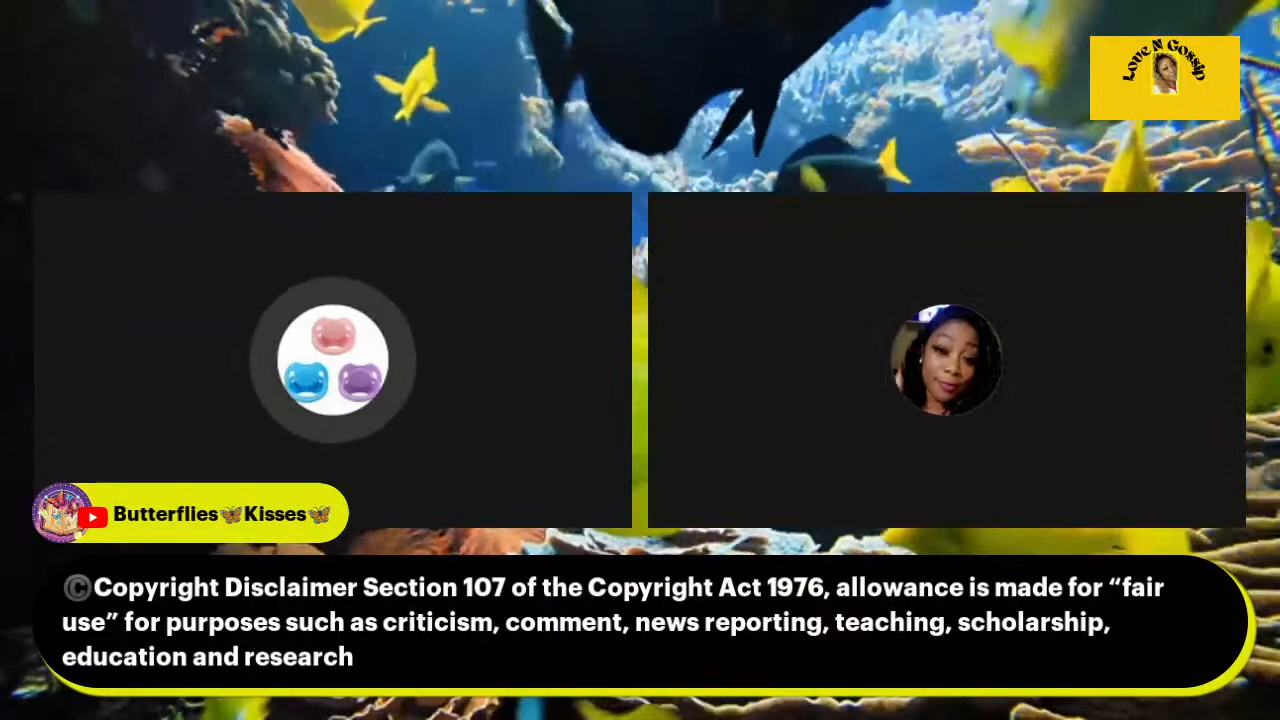 Love N Gossip
Butterflies🦋Kisses🦋
©Copyright Disclaimer Section 107 of the Copyright Act 1976, allowance is made for “fair
use” for purposes such as criticism, comment, news reporting, teaching, scholarship,
education and research